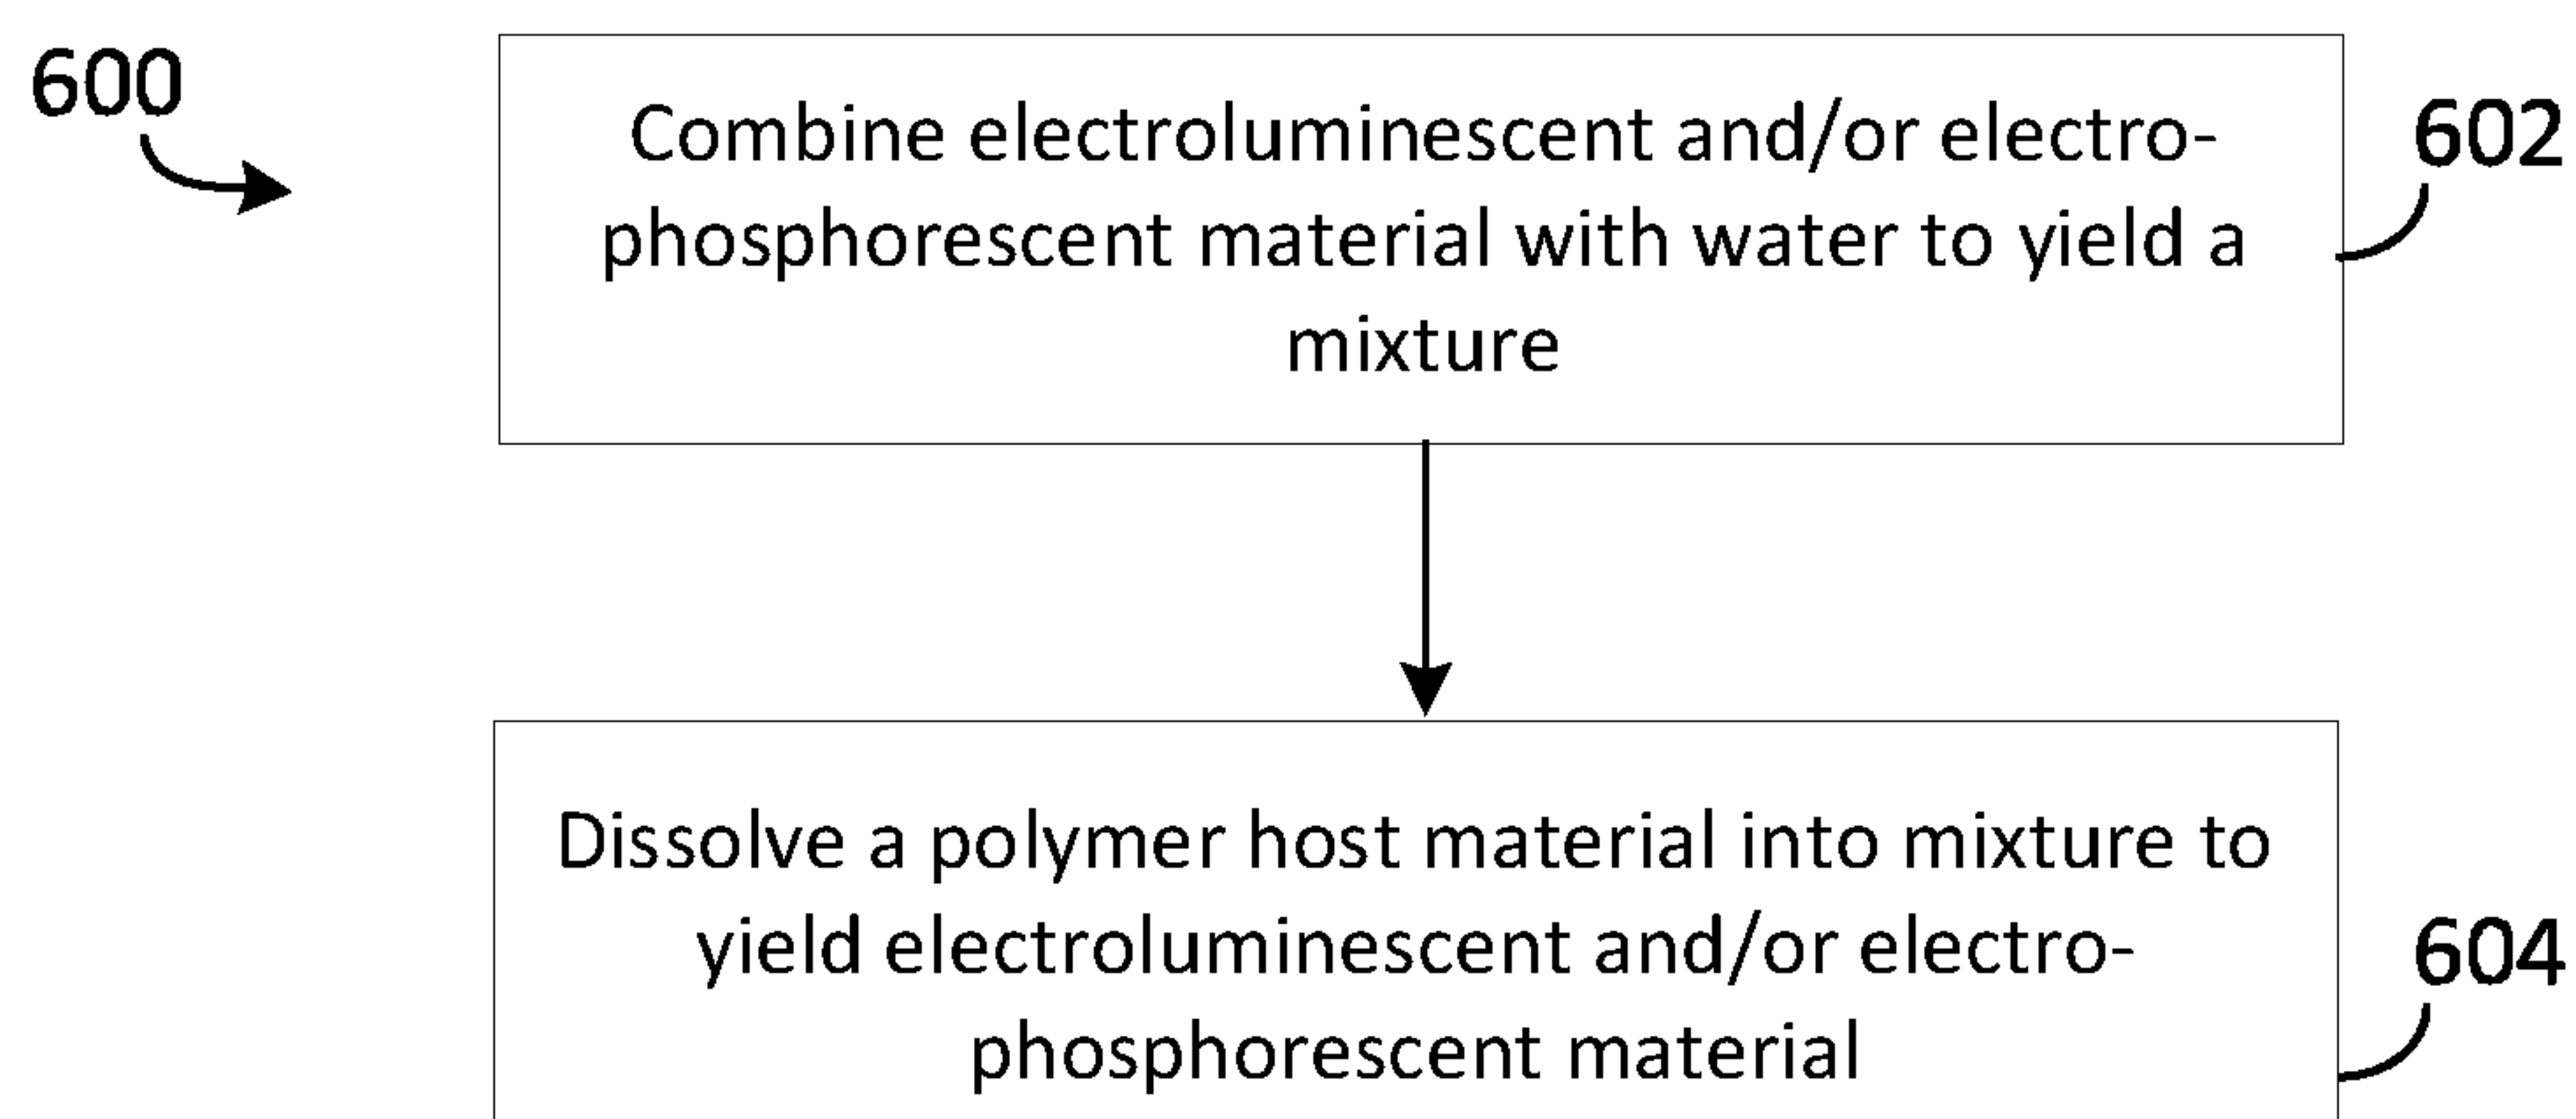 600
Combine electroluminescent and/or electro-
phosphorescent material with water to yield a
mixture
602
Dissolve a polymer host material into mixture to
yield electroluminescent and/or electro-
phosphorescent material
604